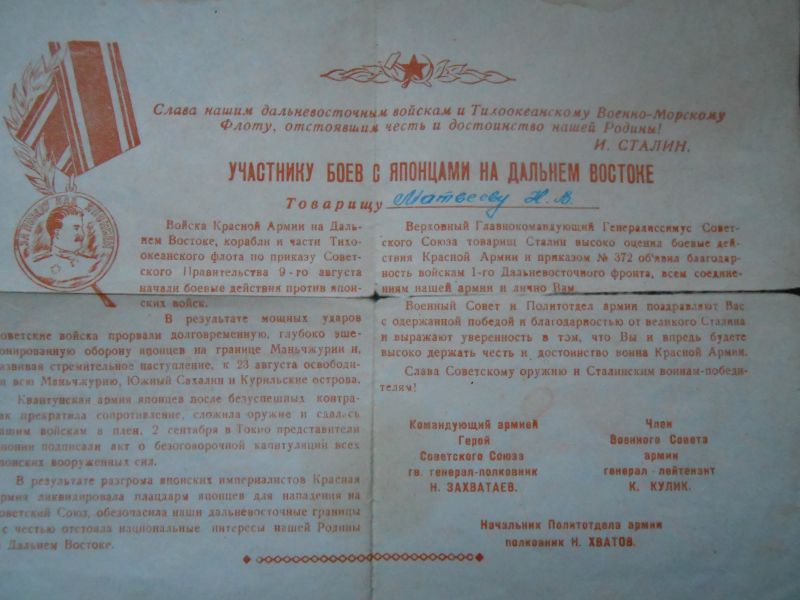 Слава нашим дальневосточным войскам и Тихоокеанскому Военно-Морскому
Флоту, отстоявшим честь и достоинство нашей Родины!
И. СТАЛИН.
УЧАСТНИКУ БОЕВ С ЯПОНЦАМИ НА ДАЛЬНЕМ ВОСТОКЕ
Товарищу Матвееву Н. В.
ЗА ПОБЕДУ НАД ЯПОНИЕЙ
Войска Красной Армии на Даль-
нем Востоке, корабли и части Тихо-
океанского флота по приказу Совет-
ского Правительства 9-го августа
начали боевые действия против япон-
ских войск.
В результате мощных ударов
советские войска прорвали долговременную, глубоко эше-
лонированную оборону японцев на границе Маньчжурии и,
развивая стремительное наступление, к 23 августа освободи-
ли всю Маньчжурию, Южный Сахалин и Курильские острова.
Квантунская армия японцев после безуспешных контра-
так прекратила сопротивление, сложила оружие и сдалась
нашим войскам в плен. 2 сентября в Токио представители
Японии подписали акт о безоговорочной капитуляций всех
японских вооруженных сил.
В результате разгрома японских империалистов Красная
Армия ликвидировала плацдарм японцев для нападения на
Советский Союз, обезопасила наши дальневосточные границы
и с честью отстояла национальные интересы нашей Родины
на Дальнем Востоке.
Верховный Главнокомандующий Генералиссимус Совет-
ского Союза товарищ Сталин высоко оценил боевые дей-
ствия Красной Армии и приказом № 372 об'явил благодар-
ность войскам 1-го Дальневосточного фронта, всем соедине-
ниям нашей армии и лично Вам.
Военный Совет и Политотдел армии поздравляют Вас
с одержанной победой и благодарностью от великого Сталина
и выражают уверенность в том, что Вы и впредь будете
высоко держать честь и достоинство воина Красной Армии.
Слава Советскому оружию и Сталинским воинам-победи-
телям!
Командующий армией
Герой
Советского Союза
гв. генерал-полковник
Н. ЗАХВАТАЕВ.
Член
Военного Совета
армии
генерал-лейтенант
К. КУЛИК.
Начальник Политотдела армии
полковник Н. ХВАТОВ.